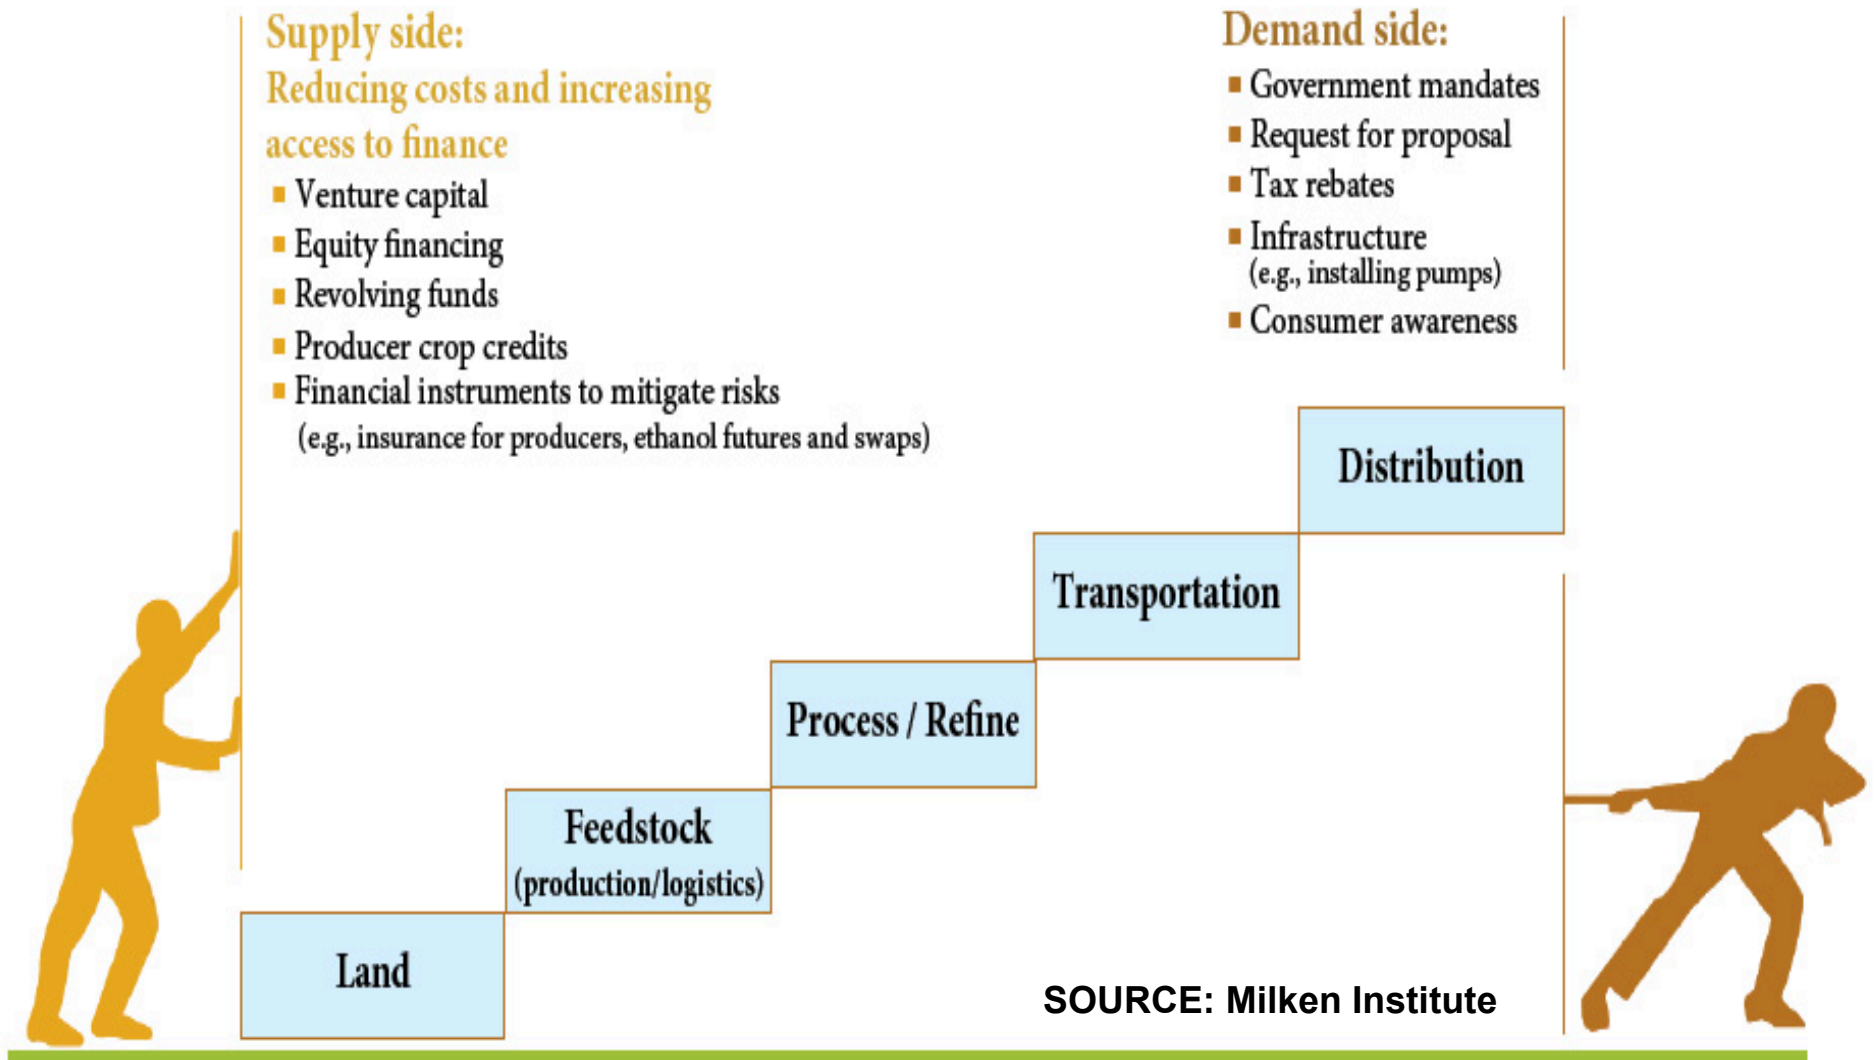 Supply side:
Reducing costs and increasing
access to finance
Venture capital
Equity financing
Revolving funds
Producer crop credits
Financial instruments to mitigate risks
(e.g., insurance for producers, ethanol futures and swaps)
Demand side:
Government mandates
Request for proposal
Tax rebates
Infrastructure
(e.g., installing pumps)
Consumer awareness
Distribution
Transportation
Process / Refine
Feedstock
(production/logistics)
Land
SOURCE: Milken Institute